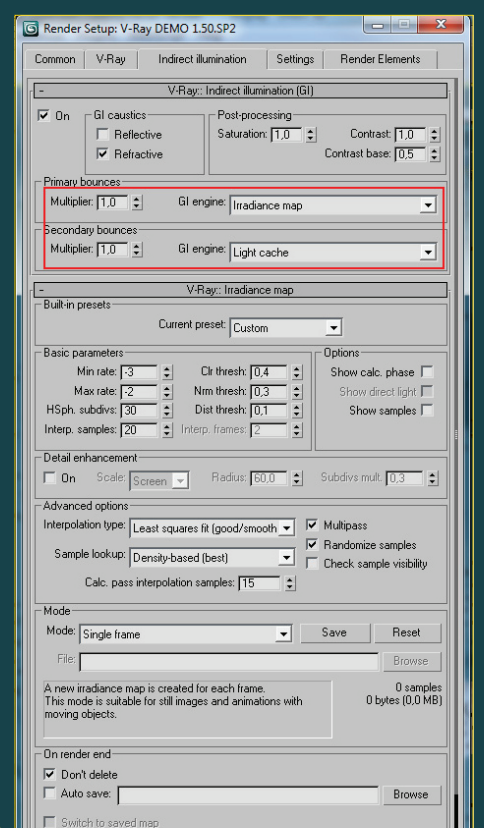 Render Setup: V-Ray DEMO 1.50.SP2
Common V-Ray Indirect illumination Settings Render Elements
- V-Ray:: Indirect illumination (GI)
On GI caustics Post-processing
Reflective Saturation: 1,0 Contrast: 1,0
Refractive Contrast base: 0,5
Primary bounces
Multiplier: 1,0 GI engine: Irradiance map
Secondary bounces
Multiplier: 1,0 GI engine: Light cache
- V-Ray:: Irradiance map
Built-in presets
Current preset: Custom
Basic parameters Options
Min rate: -3 Clr thresh: 0,4 Show calc. phase
Max rate: -2 Nrm thresh: 0,3 Show direct light
HSph. subdivs: 30 Dist thresh: 0,1 Show samples
Interp. samples: 20 Interp. frames: 2
Detail enhancement
On Scale: Screen Radius: 60,0 Subdivs mult. 0,3
Advanced options
Interpolation type: Least squares fit (good/smooth Multipass
Randomize samples
Sample lookup: Density-based (best) Check sample visibility
Calc. pass interpolation samples: 15
Mode
Mode: Single frame Save Reset
File: Browse
A new irradiance map is created for each frame. 0 samples
This mode is suitable for still images and animations with 0 bytes (0,0 MB)
moving objects.
On render end
Don't delete
Auto save: Browse
Switch to saved map